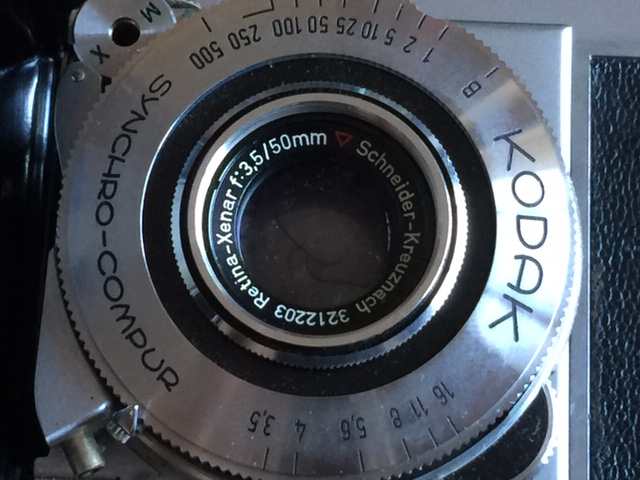 M
X
500 250 100 50 25 10 5 2 1
B
SYNCHRO-COMPUR
KODAK
Retina-Xenar f:3,5/50mm
Schneider-Kreuznach 3212203
3,5 4 5,6 8 11 16